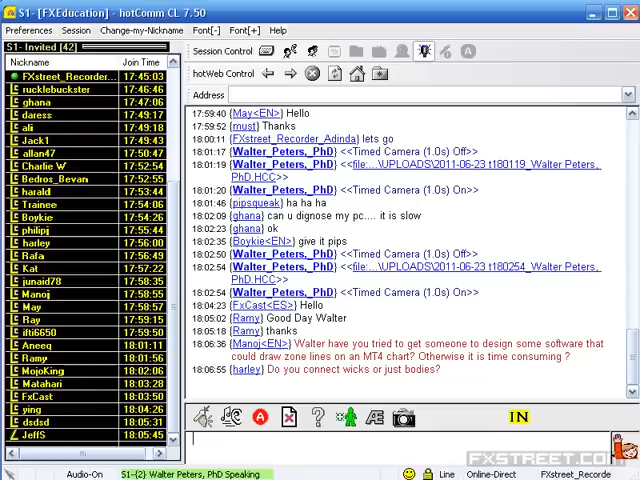 S1- [FXEducation] - hotComm CL 7.50
Preferences Session Change-my-Nickname Font[-] Font[+] Help
S1- Invited [42]
Nickname Join Time
FXstreet_Recorder... 17:45:03
rucklebuckster 17:46:46
ghana 17:47:06
daress 17:49:17
ali 17:49:18
Jack1 17:49:43
allan47 17:50:47
Charlie W 17:52:54
Bedros_Bevan 17:52:55
harald 17:53:44
Trainee 17:54:06
Boykie 17:54:26
philipj 17:55:44
harley 17:56:00
Rafa 17:56:49
Kat 17:57:22
junaid78 17:58:35
Manoj 17:58:55
May 17:58:57
Ray 17:59:15
ifti6650 17:59:50
Aneeq 18:01:11
Ramy 18:01:56
MojoKing 18:02:36
Matahari 18:03:28
FxCast 18:03:50
ying 18:04:26
dsdsd 18:05:31
JeffS 18:05:45
Session Control
hotWeb Control
Address
17:59:40 {May<EN>} Hello
17:59:52 {must} Thanks
18:00:11 {FXstreet_Recorder_Adinda} lets go
18:01:17 {Walter_Peters,_PhD} <<Timed Camera (1.0s) Off>>
18:01:19 {Walter_Peters,_PhD} <<file:...\UPLOADS\2011-06-23 t180119_Walter Peters,
PhD.HCC>>
18:01:20 {Walter_Peters,_PhD} <<Timed Camera (1.0s) On>>
18:01:46 {pipsqueak} ha ha ha
18:02:09 {ghana} can u dignose my pc.... it is slow
18:02:23 {ghana} ok
18:02:35 {Boykie<EN>} give it pips
18:02:50 {Walter_Peters,_PhD} <<Timed Camera (1.0s) Off>>
18:02:54 {Walter_Peters,_PhD} <<file:...\UPLOADS\2011-06-23 t180254_Walter Peters,
PhD.HCC>>
18:02:54 {Walter_Peters,_PhD} <<Timed Camera (1.0s) On>>
18:04:23 {FxCast<ES>} Hello
18:05:02 {Ramy} Good Day Walter
18:05:18 {Ramy} thanks
18:06:36 {Manoj<EN>} Walter have you tried to get someone to design some software that
could draw zone lines on an MT4 chart? Otherwise it is time consuming ?
18:06:55 {harley} Do you connect wicks or just bodies?
IN
FXSTREET.COM
Audio-On S1-{2} Walter Peters, PhD Speaking Line Online-Direct FXstreet_Recorde